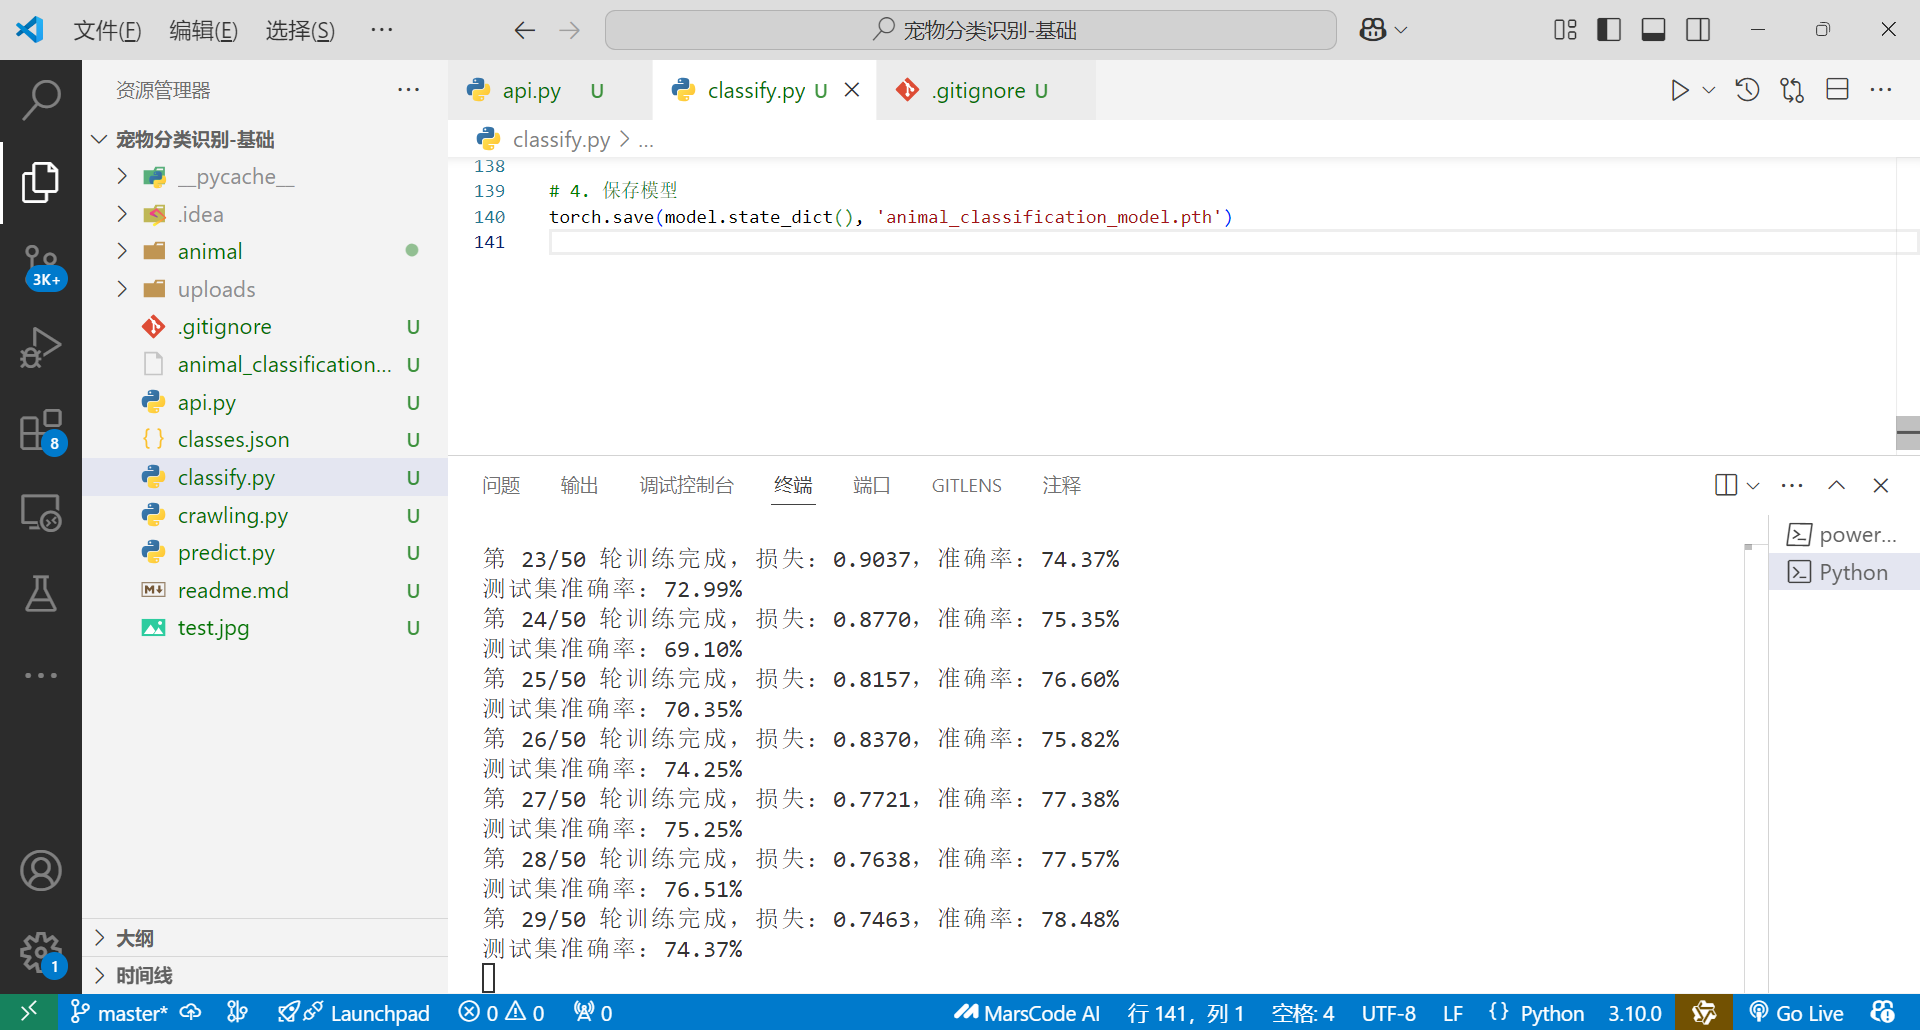 文件(F) 编辑(E) 选择(S) ··· 宠物分类识别-基础
资源管理器 ···
宠物分类识别-基础
__pycache__
.idea
animal
uploads
.gitignore U
animal_classification... U
api.py U
classes.json U
classify.py U
crawling.py U
predict.py U
readme.md U
test.jpg U
大纲
时间线
3K+
8
1
api.py U classify.py U .gitignore U
classify.py > ...
138
139 # 4. 保存模型
140 torch.save(model.state_dict(), 'animal_classification_model.pth')
141
问题 输出 调试控制台 终端 端口 GITLENS 注释
第 23/50 轮训练完成，损失：0.9037，准确率：74.37%
测试集准确率：72.99%
第 24/50 轮训练完成，损失：0.8770，准确率：75.35%
测试集准确率：69.10%
第 25/50 轮训练完成，损失：0.8157，准确率：76.60%
测试集准确率：70.35%
第 26/50 轮训练完成，损失：0.8370，准确率：75.82%
测试集准确率：74.25%
第 27/50 轮训练完成，损失：0.7721，准确率：77.38%
测试集准确率：75.25%
第 28/50 轮训练完成，损失：0.7638，准确率：77.57%
测试集准确率：76.51%
第 29/50 轮训练完成，损失：0.7463，准确率：78.48%
测试集准确率：74.37%
power...
Python
master* Launchpad 0 0 0 MarsCode AI 行 141，列 1 空格: 4 UTF-8 LF {} Python 3.10.0 Go Live